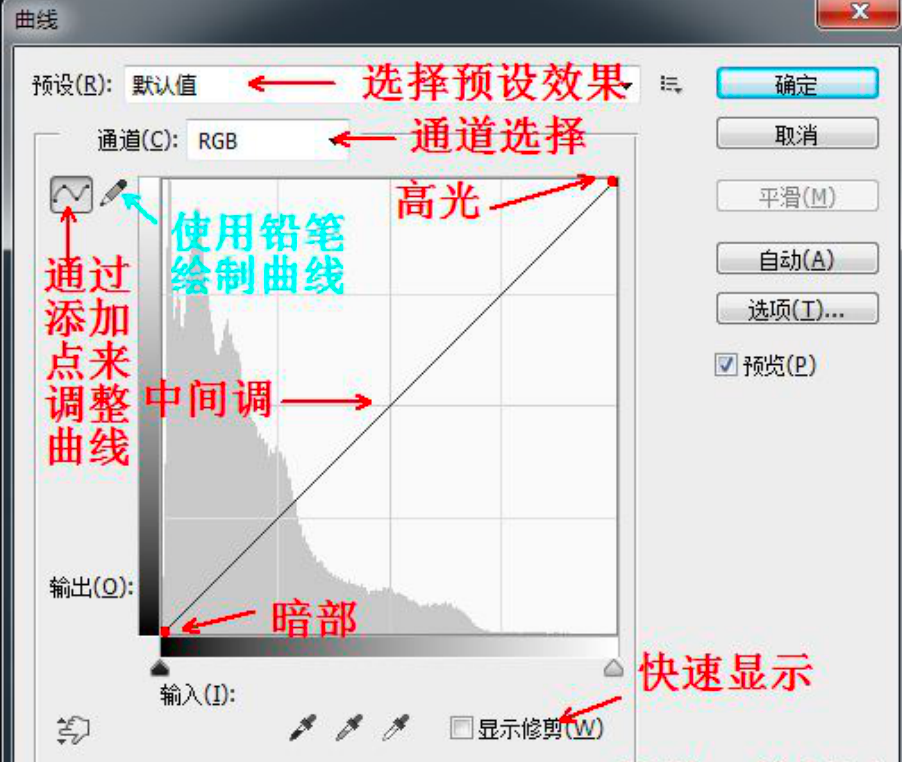 曲线
预设(R): 默认值 选择预设效果
确定
通道(C): RGB 通道选择
取消
高光
平滑(M)
使用铅笔
绘制曲线
自动(A)
通过
添加
点来
调整
曲线
选项(T)...
预览(P)
中间调
输出(O):
暗部
快速显示
输入(I):
显示修剪(W)